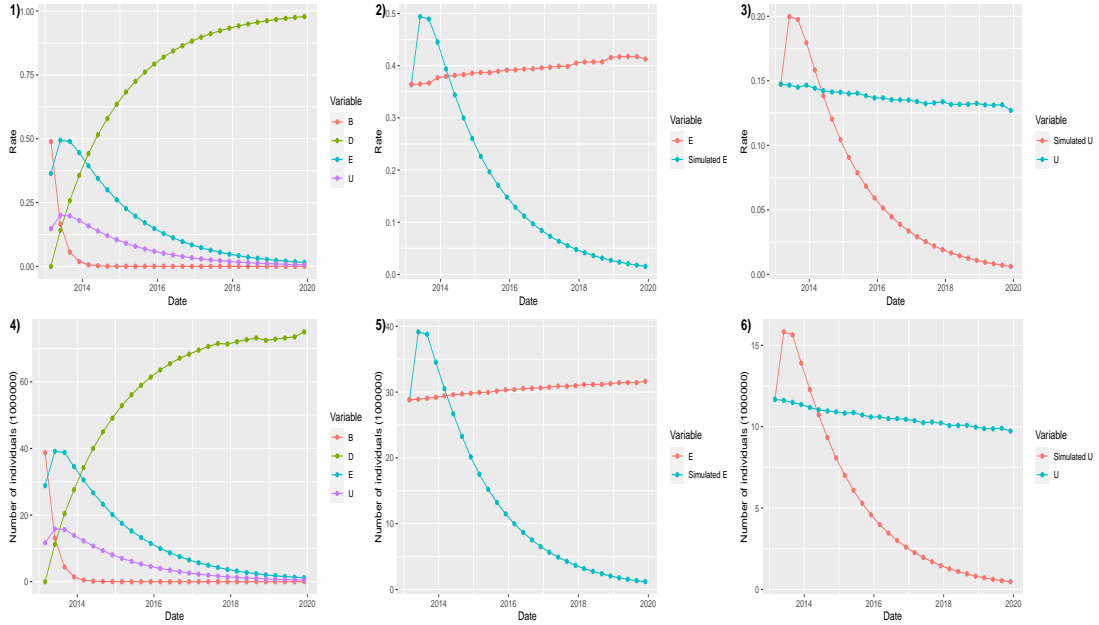 1)
1.00
0.75
0.50
0.25
0.00
Rate
2014
2016
2018
2020
Date
Variable
B
D
E
U
2)
0.5
0.4
0.3
0.2
0.1
0.0
Rate
2014
2016
2018
2020
Date
Variable
E
Simulated E
3)
0.20
0.15
0.10
0.05
0.00
Rate
2014
2016
2018
2020
Date
Variable
Simulated U
U
4)
60
40
20
0
Number of individuals (1000000)
2014
2016
2018
2020
Date
Variable
B
D
E
U
5)
40
30
20
10
0
Number of individuals (1000000)
2014
2016
2018
2020
Date
Variable
E
Simulated E
6)
15
10
5
0
Number of individuals (1000000)
2014
2016
2018
2020
Date
Variable
Simulated U
U